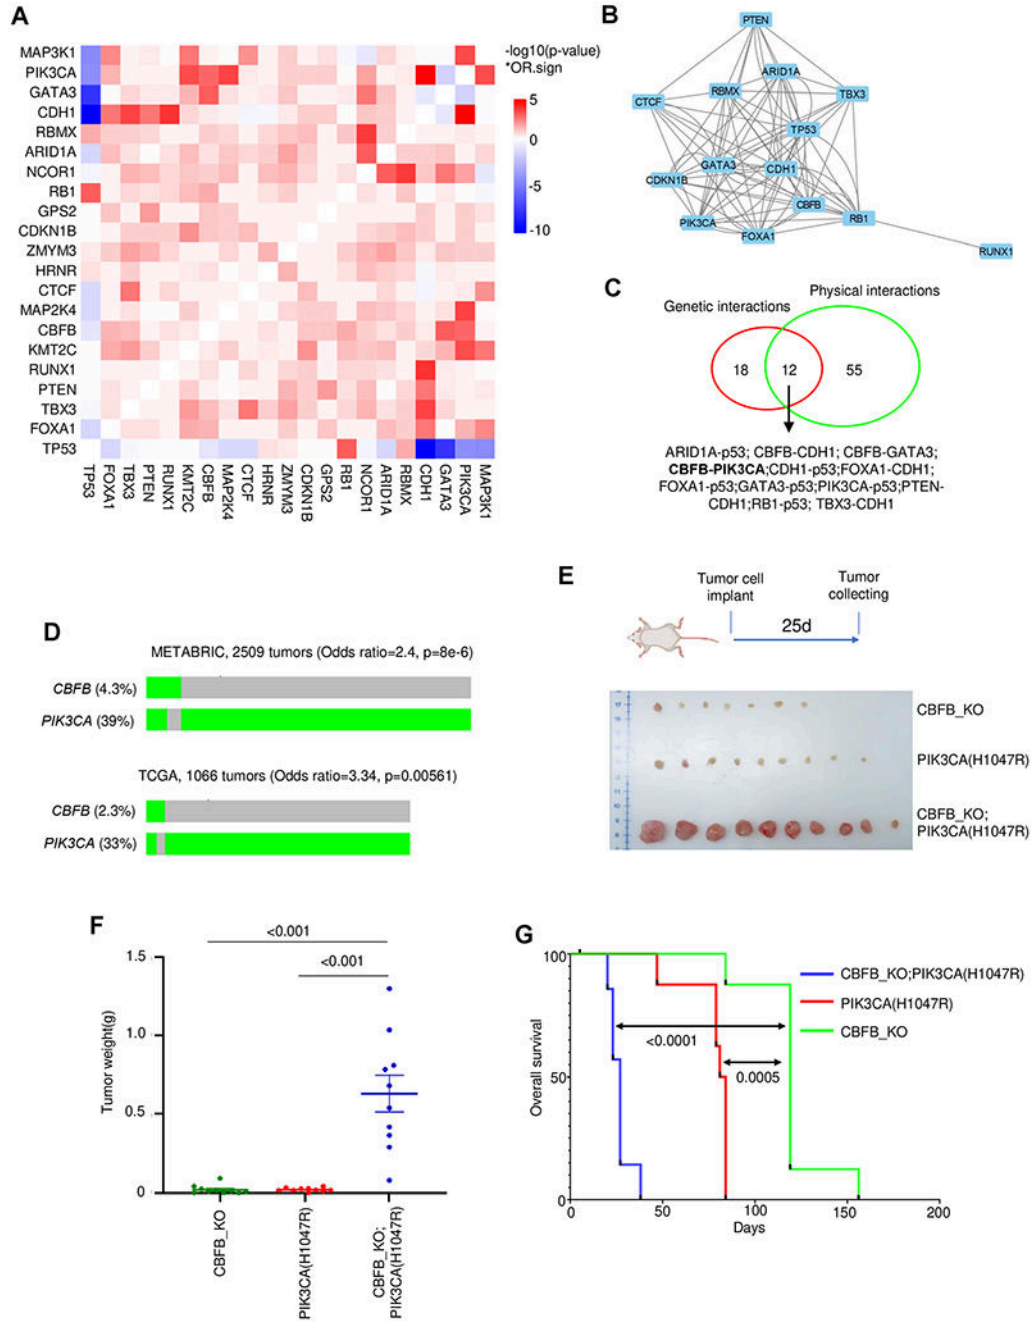 A
MAP3K1
PIK3CA
GATA3
CDH1
RBMX
ARID1A
NCOR1
RB1
GPS2
CDKN1B
ZMYM3
HRNR
CTCF
MAP2K4
CBFB
KMT2C
RUNX1
PTEN
TBX3
FOXA1
TP53
TP53
FOXA1
TBX3
PTEN
RUNX1
KMT2C
CBFB
MAP2K4
CTCF
HRNR
ZMYM3
CDKN1B
GPS2
RB1
NCOR1
ARID1A
RBMX
CDH1
GATA3
PIK3CA
MAP3K1
-log10(p-value)
*OR.sign
5
0
-5
-10
B
PTEN
ARID1A
RBMX
TBX3
CTCF
TP53
GATA3
CDH1
CDKN1B
CBFB
PIK3CA
RB1
FOXA1
RUNX1
C
Physical interactions
Genetic interactions
18 12 55
ARID1A-p53; CBFB-CDH1; CBFB-GATA3;
CBFB-PIK3CA;CDH1-p53;FOXA1-CDH1;
FOXA1-p53;GATA3-p53;PIK3CA-p53;PTEN-
CDH1;RB1-p53; TBX3-CDH1
D
METABRIC, 2509 tumors (Odds ratio=2.4, p=8e-6)
CBFB (4.3%)
PIK3CA (39%)
TCGA, 1066 tumors (Odds ratio=3.34, p=0.00561)
CBFB (2.3%)
PIK3CA (33%)
E
Tumor cell
implant
Tumor
collecting
25d
CBFB_KO
PIK3CA(H1047R)
CBFB_KO;
PIK3CA(H1047R)
F
<0.001
<0.001
1.5
1.0
0.5
0
Tumor weight(g)
CBFB_KO
PIK3CA(H1047R)
CBFB_KO;
PIK3CA(H1047R)
G
100
50
0
Overall survival
CBFB_KO;PIK3CA(H1047R)
PIK3CA(H1047R)
CBFB_KO
<0.0001
0.0005
0 50 100 150 200
Days